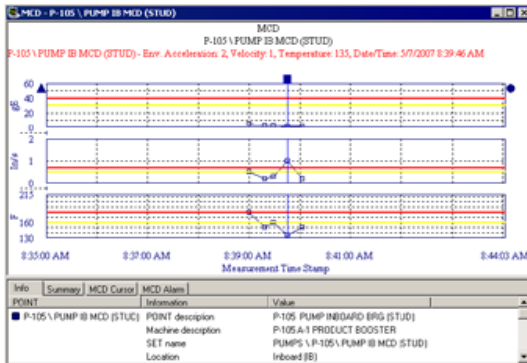 MCD - P-105 \ PUMP IB MCD (STUD)
MCD
P-105 \ PUMP IB MCD (STUD)
P-105 \ PUMP IB MCD (STUD) - Env. Acceleration: 2, Velocity: 1, Temperature: 135, Date/Time: 5/7/2007 8:39:46 AM
60
40
20
0
gE
2
1
0
In/s
215
160
130
F
8:35:00 AM 8:37:00 AM 8:39:00 AM 8:41:00 AM 8:44:03 AM
Measurement Time Stamp
Info Summary MCD Cursor MCD Alarm
POINT Information Value
P-105 \ PUMP IB MCD (STUD) POINT description P-105 PUMP INBOARD BRG (STUD)
Machine description P-105 A-1 PRODUCT BOOSTER
SET name PUMPS \ P-105 \ PUMP IB MCD (STUD)
Location Inboard (IB)